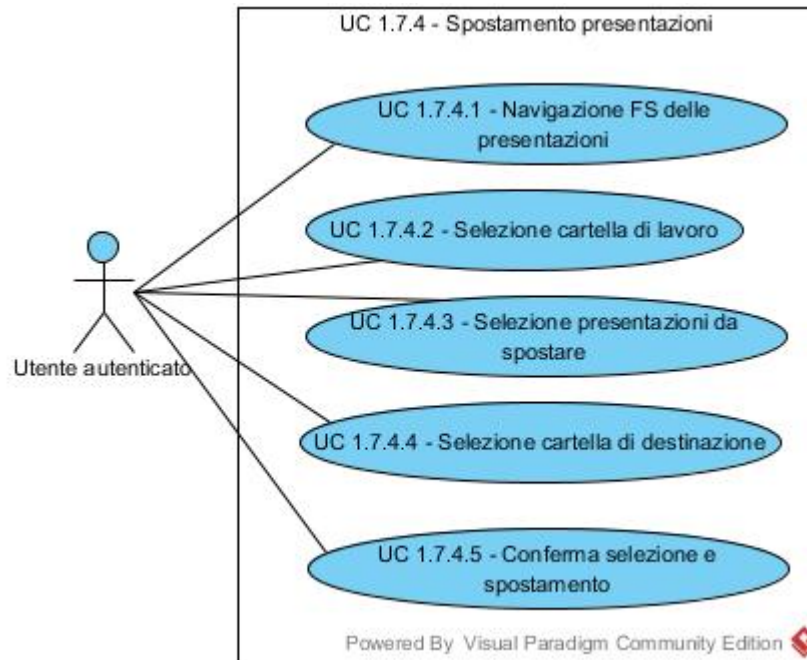 UC 1.7.4 - Spostamento presentazioni
UC 1.7.4.1 - Navigazione FS delle
presentazioni
UC 1.7.4.2 - Selezione cartella di lavoro
UC 1.7.4.3 - Selezione presentazioni da
spostare
Utente autenticato
UC 1.7.4.4 - Selezione cartella di destinazione
UC 1.7.4.5 - Conferma selezione e
spostamento
Powered By Visual Paradigm Community Edition